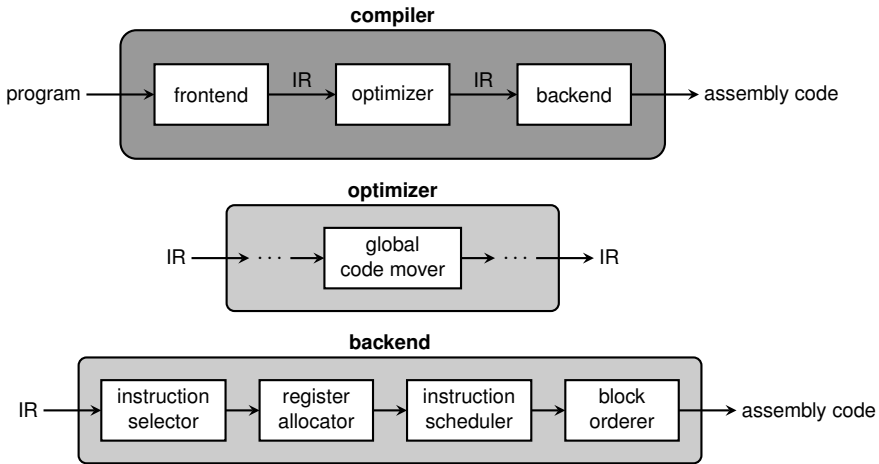 compiler
program
IR
IR
frontend
optimizer
backend
assembly code
optimizer
IR
. . .
global
code mover
. . .
IR
backend
IR
instruction
selector
register
allocator
instruction
scheduler
block
orderer
assembly code